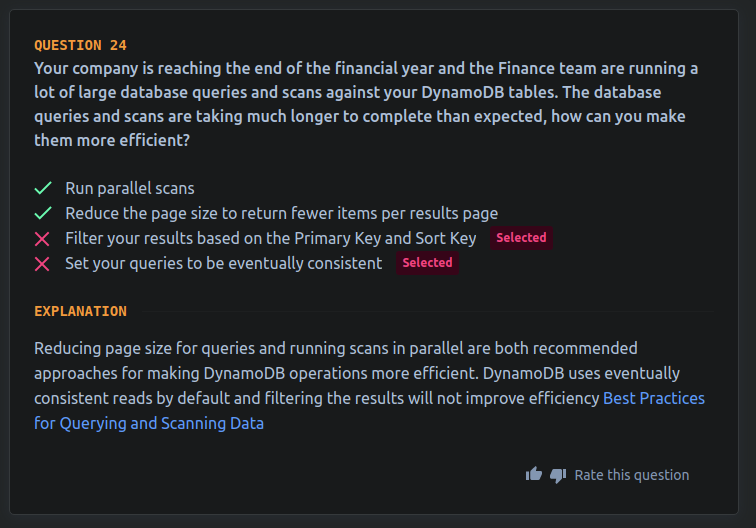 QUESTION 24
Your company is reaching the end of the financial year and the Finance team are running a
lot of large database queries and scans against your DynamoDB tables. The database
queries and scans are taking much longer to complete than expected, how can you make
them more efficient?
Run parallel scans
Reduce the page size to return fewer items per results page
Filter your results based on the Primary Key and Sort Key Selected
Set your queries to be eventually consistent Selected
EXPLANATION
Reducing page size for queries and running scans in parallel are both recommended
approaches for making DynamoDB operations more efficient. DynamoDB uses eventually
consistent reads by default and filtering the results will not improve efficiency Best Practices
for Querying and Scanning Data
Rate this question